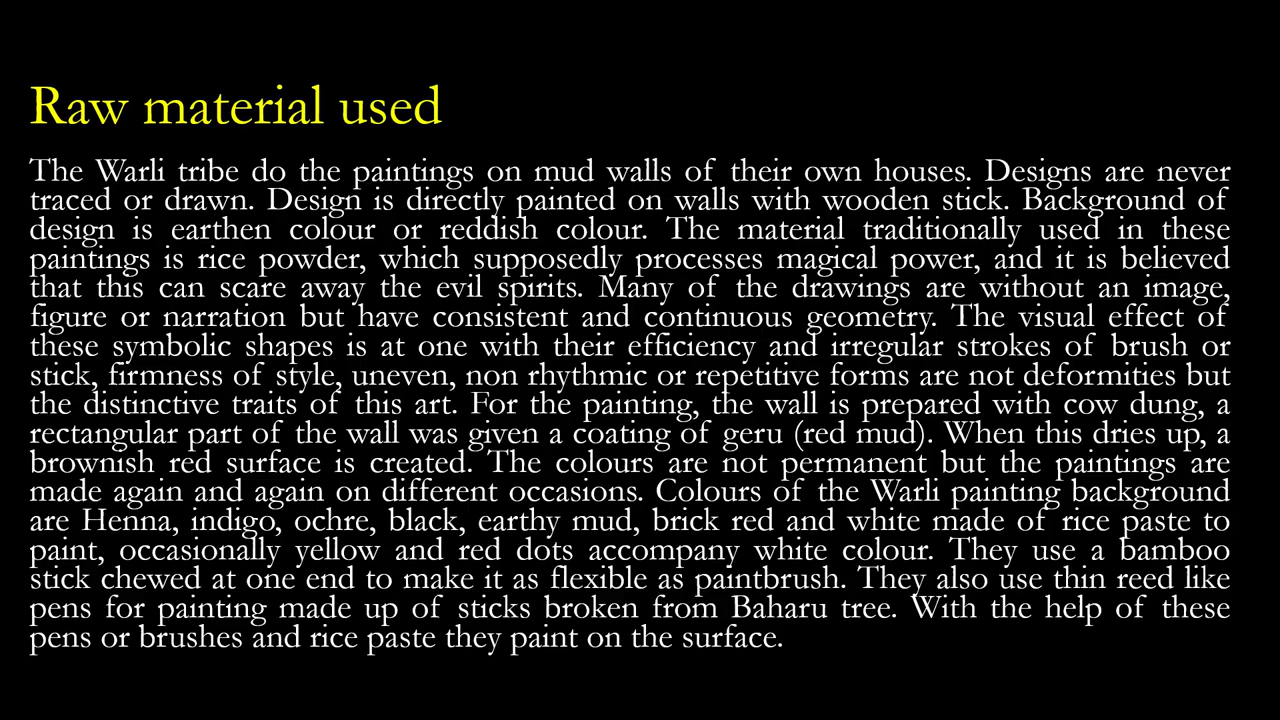 Raw material used
The Warli tribe do the paintings on mud walls of their own houses. Designs are never
traced or drawn. Design is directly painted on walls with wooden stick. Background of
design is earthen colour or reddish colour. The material traditionally used in these
paintings is rice powder, which supposedly processes magical power, and it is believed
that this can scare away the evil spirits. Many of the drawings are without an image,
figure or narration but have consistent and continuous geometry. The visual effect of
these symbolic shapes is at one with their efficiency and irregular strokes of brush or
stick, firmness of style, uneven, non rhythmic or repetitive forms are not deformities but
the distinctive traits of this art. For the painting, the wall is prepared with cow dung, a
rectangular part of the wall was given a coating of geru (red mud). When this dries up, a
brownish red surface is created. The colours are not permanent but the paintings are
made again and again on different occasions. Colours of the Warli painting background
are Henna, indigo, ochre, black, earthy mud, brick red and white made of rice paste to
paint, occasionally yellow and red dots accompany white colour. They use a bamboo
stick chewed at one end to make it as flexible as paintbrush. They also use thin reed like
pens for painting made up of sticks broken from Baharu tree. With the help of these
pens or brushes and rice paste they paint on the surface.